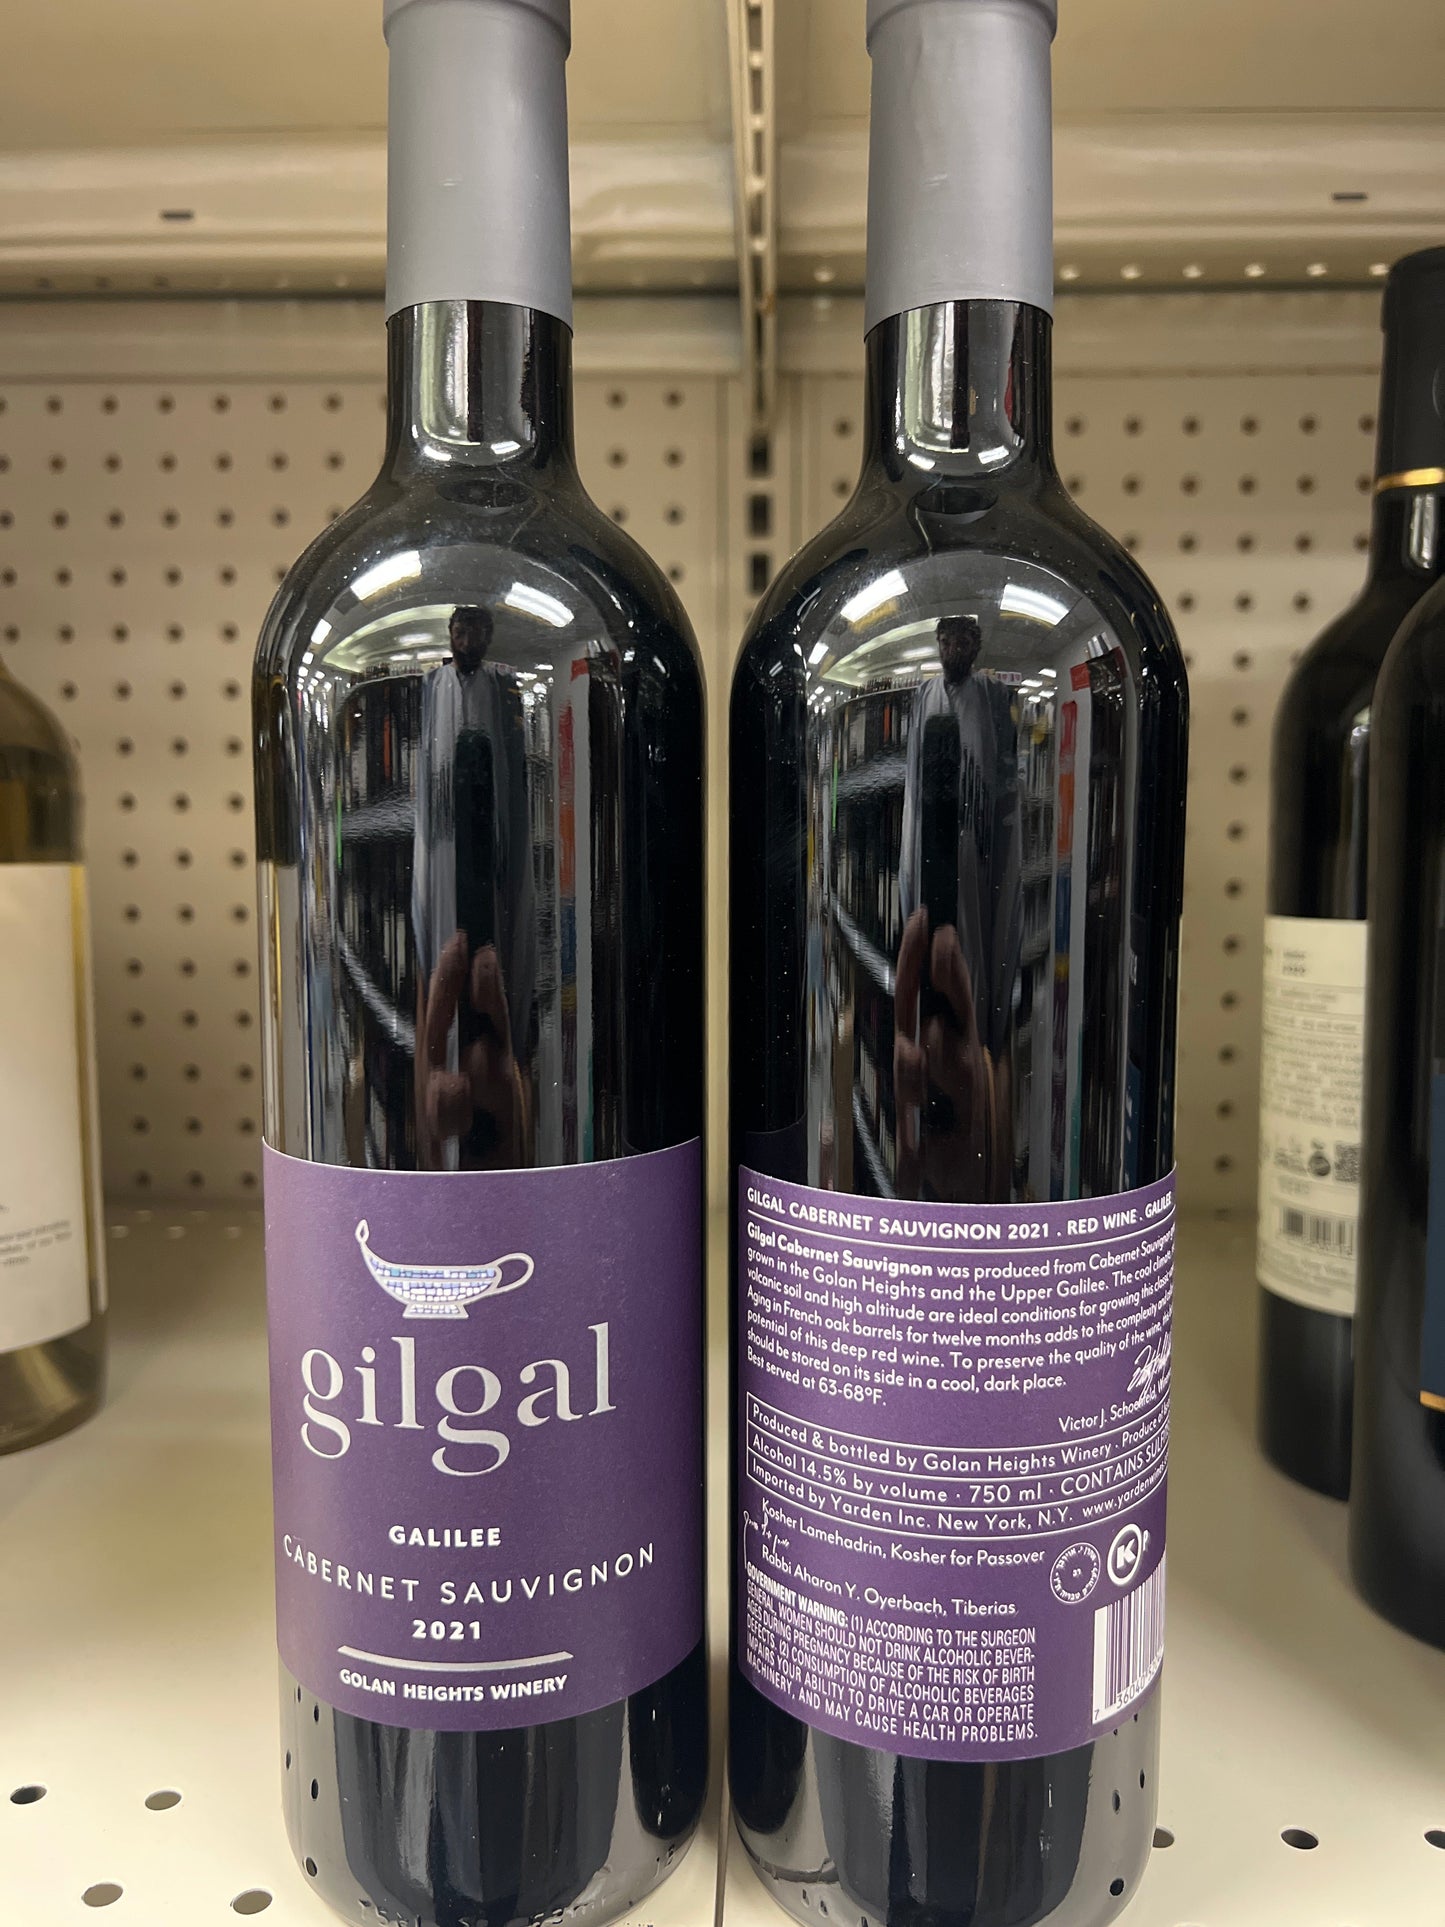 gilgal
GALILEE
CABERNET SAUVIGNON
2021
GOLAN HEIGHTS WINERY
GILGAL CABERNET SAUVIGNON 2021 . RED WINE . GALILEE
Gilgal Cabernet Sauvignon was produced from Cabernet Sauvignon
grown in the Golan Heights and the Upper Galilee. The cool climate,
volcanic soil and high altitude are ideal conditions for growing this
Aging in French oak barrels for twelve months adds to the complexity and
potential of this deep red wine. To preserve the quality of the wine,
should be stored on its side in a cool, dark place.
Best served at 63-68°F.
Victor J. Schoenfeld,
Produced & bottled by Golan Heights Winery · Produce of
Alcohol 14.5% by volume · 750 ml · CONTAINS
Imported by Yarden Inc. New York, N.Y.
Kosher Lamehadrin, Kosher for Passover
Rabbi Aharon Y. Oyerbach, Tiberias
K P
GOVERNMENT WARNING: (1) ACCORDING TO THE SURGEON
GENERAL, WOMEN SHOULD NOT DRINK ALCOHOLIC BEVER-
AGES DURING PREGNANCY BECAUSE OF THE RISK OF BIRTH
DEFECTS. (2) CONSUMPTION OF ALCOHOLIC BEVERAGES
IMPAIRS YOUR ABILITY TO DRIVE A CAR OR OPERATE
MACHINERY, AND MAY CAUSE HEALTH PROBLEMS.